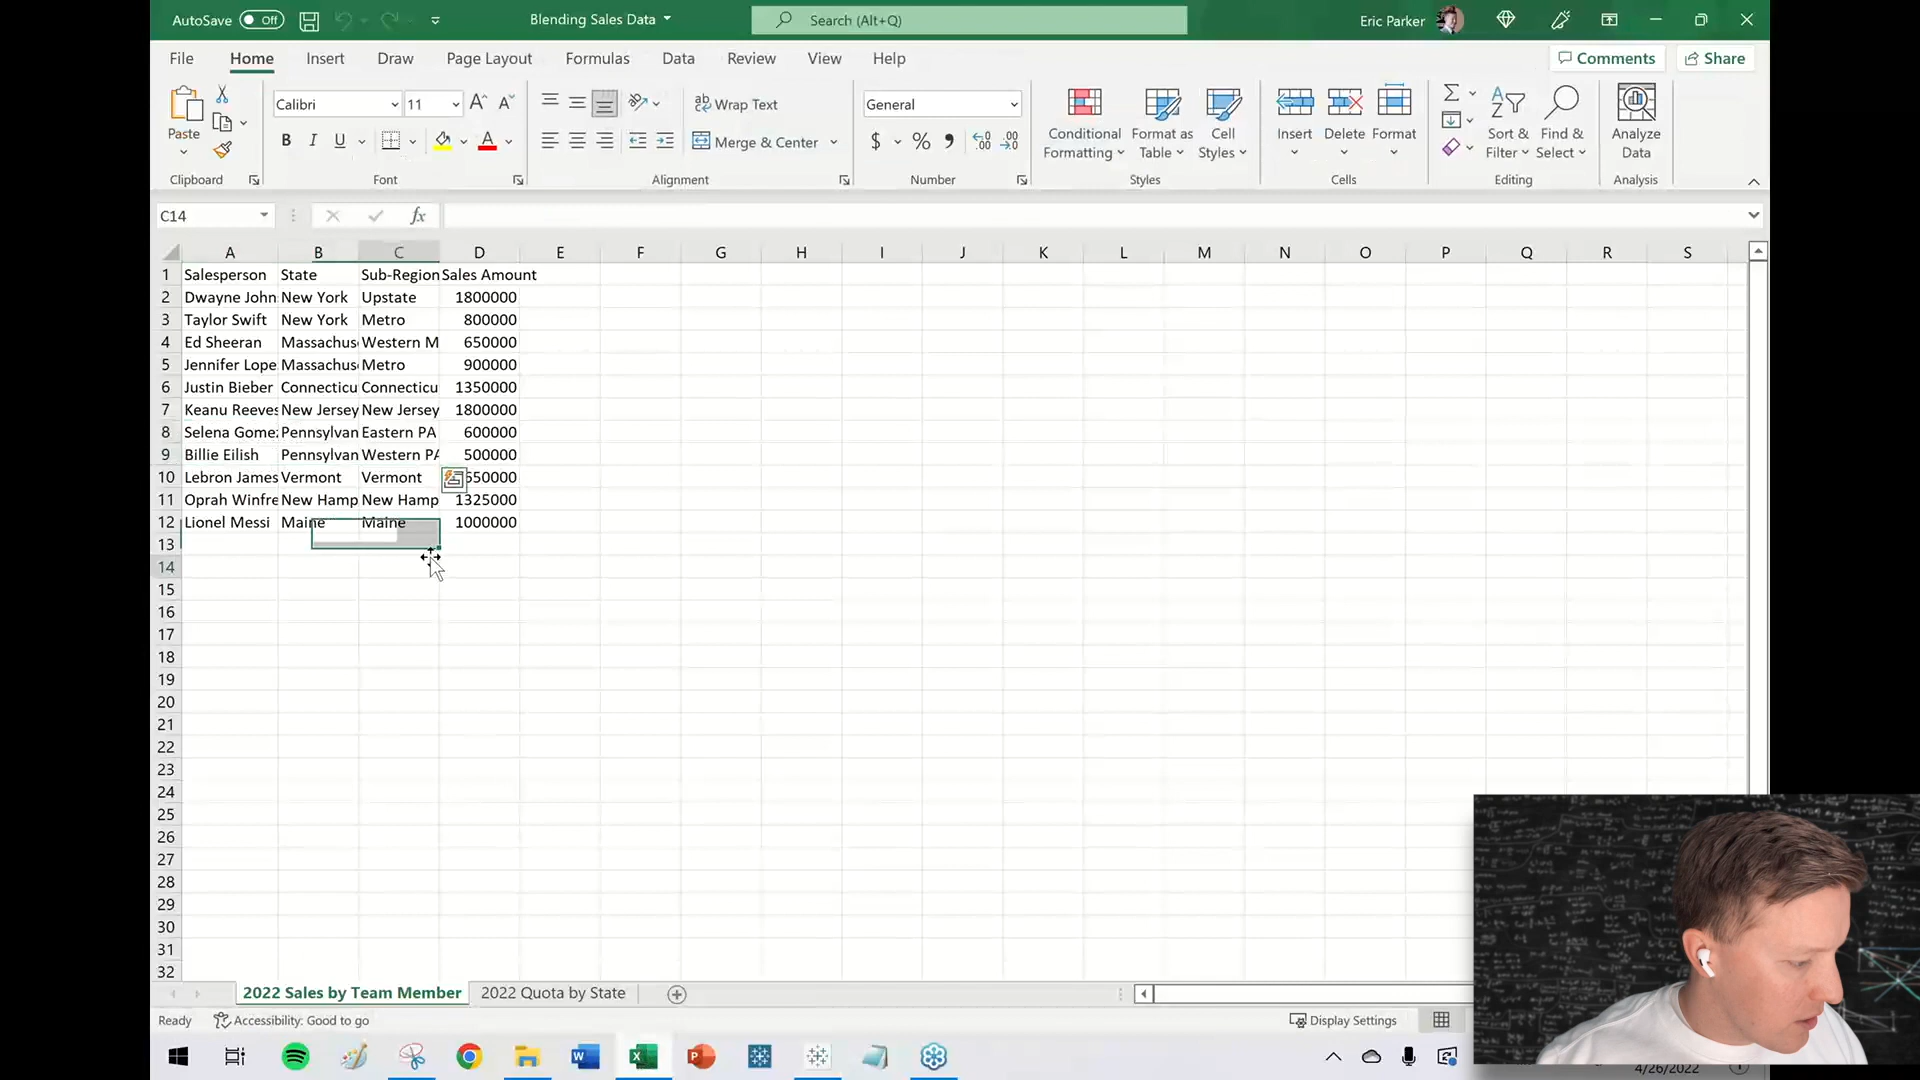 AutoSave Off Blending Sales Data Search (Alt+Q) Eric Parker
File Home Insert Draw Page Layout Formulas Data Review View Help Comments Share
Calibri 11 Wrap Text General
Paste B I U Merge & Center $ % Conditional Formatting Format as Table Cell Styles Insert Delete Format Sort & Filter Find & Select Analyze Data
Clipboard Font Alignment Number Styles Cells Editing Analysis
C14 fx
A B C D E F G H I J K L M N O P Q R S
1 Salesperson State Sub-Region Sales Amount
2 Dwayne John New York Upstate 1800000
3 Taylor Swift New York Metro 800000
4 Ed Sheeran Massachus Western M 650000
5 Jennifer Lope Massachus Metro 900000
6 Justin Bieber Connecticu Connecticu 1350000
7 Keanu Reeves New Jersey New Jersey 1800000
8 Selena Gome Pennsylvan Eastern PA 600000
9 Billie Eilish Pennsylvan Western PA 500000
10 Lebron James Vermont Vermont 650000
11 Oprah Winfre New Hamp New Hamp 1325000
12 Lionel Messi Maine Maine 1000000
13
14
15
16
17
18
19
20
21
22
23
24
25
26
27
28
29
30
31
32
2022 Sales by Team Member 2022 Quota by State
Ready Accessibility: Good to go Display Settings
4/26/2022